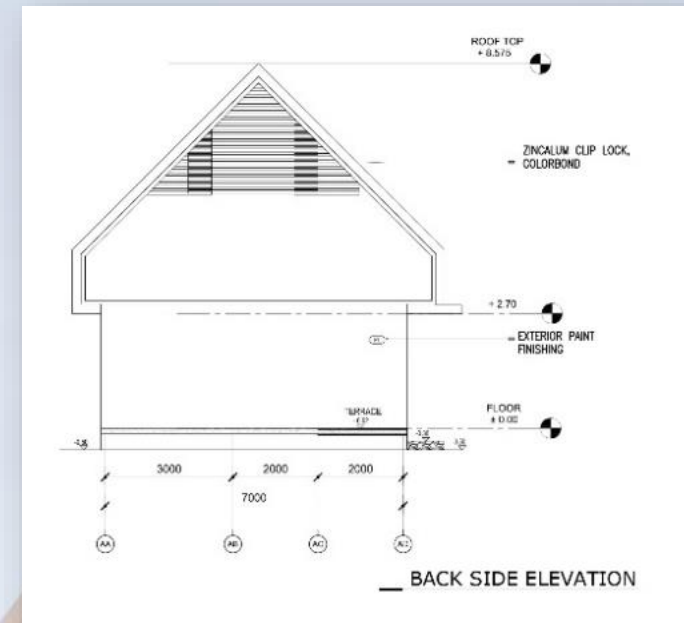 ROOF TOP
+ 8.575
ZINCALUM CLIP LOCK,
COLORBOND
+ 2.70
EXTERIOR PAINT
FINISHING
TERRACE
FLOOR
± 0.00
3000
2000
2000
7000
AA
AB
AC
AD
BACK SIDE ELEVATION